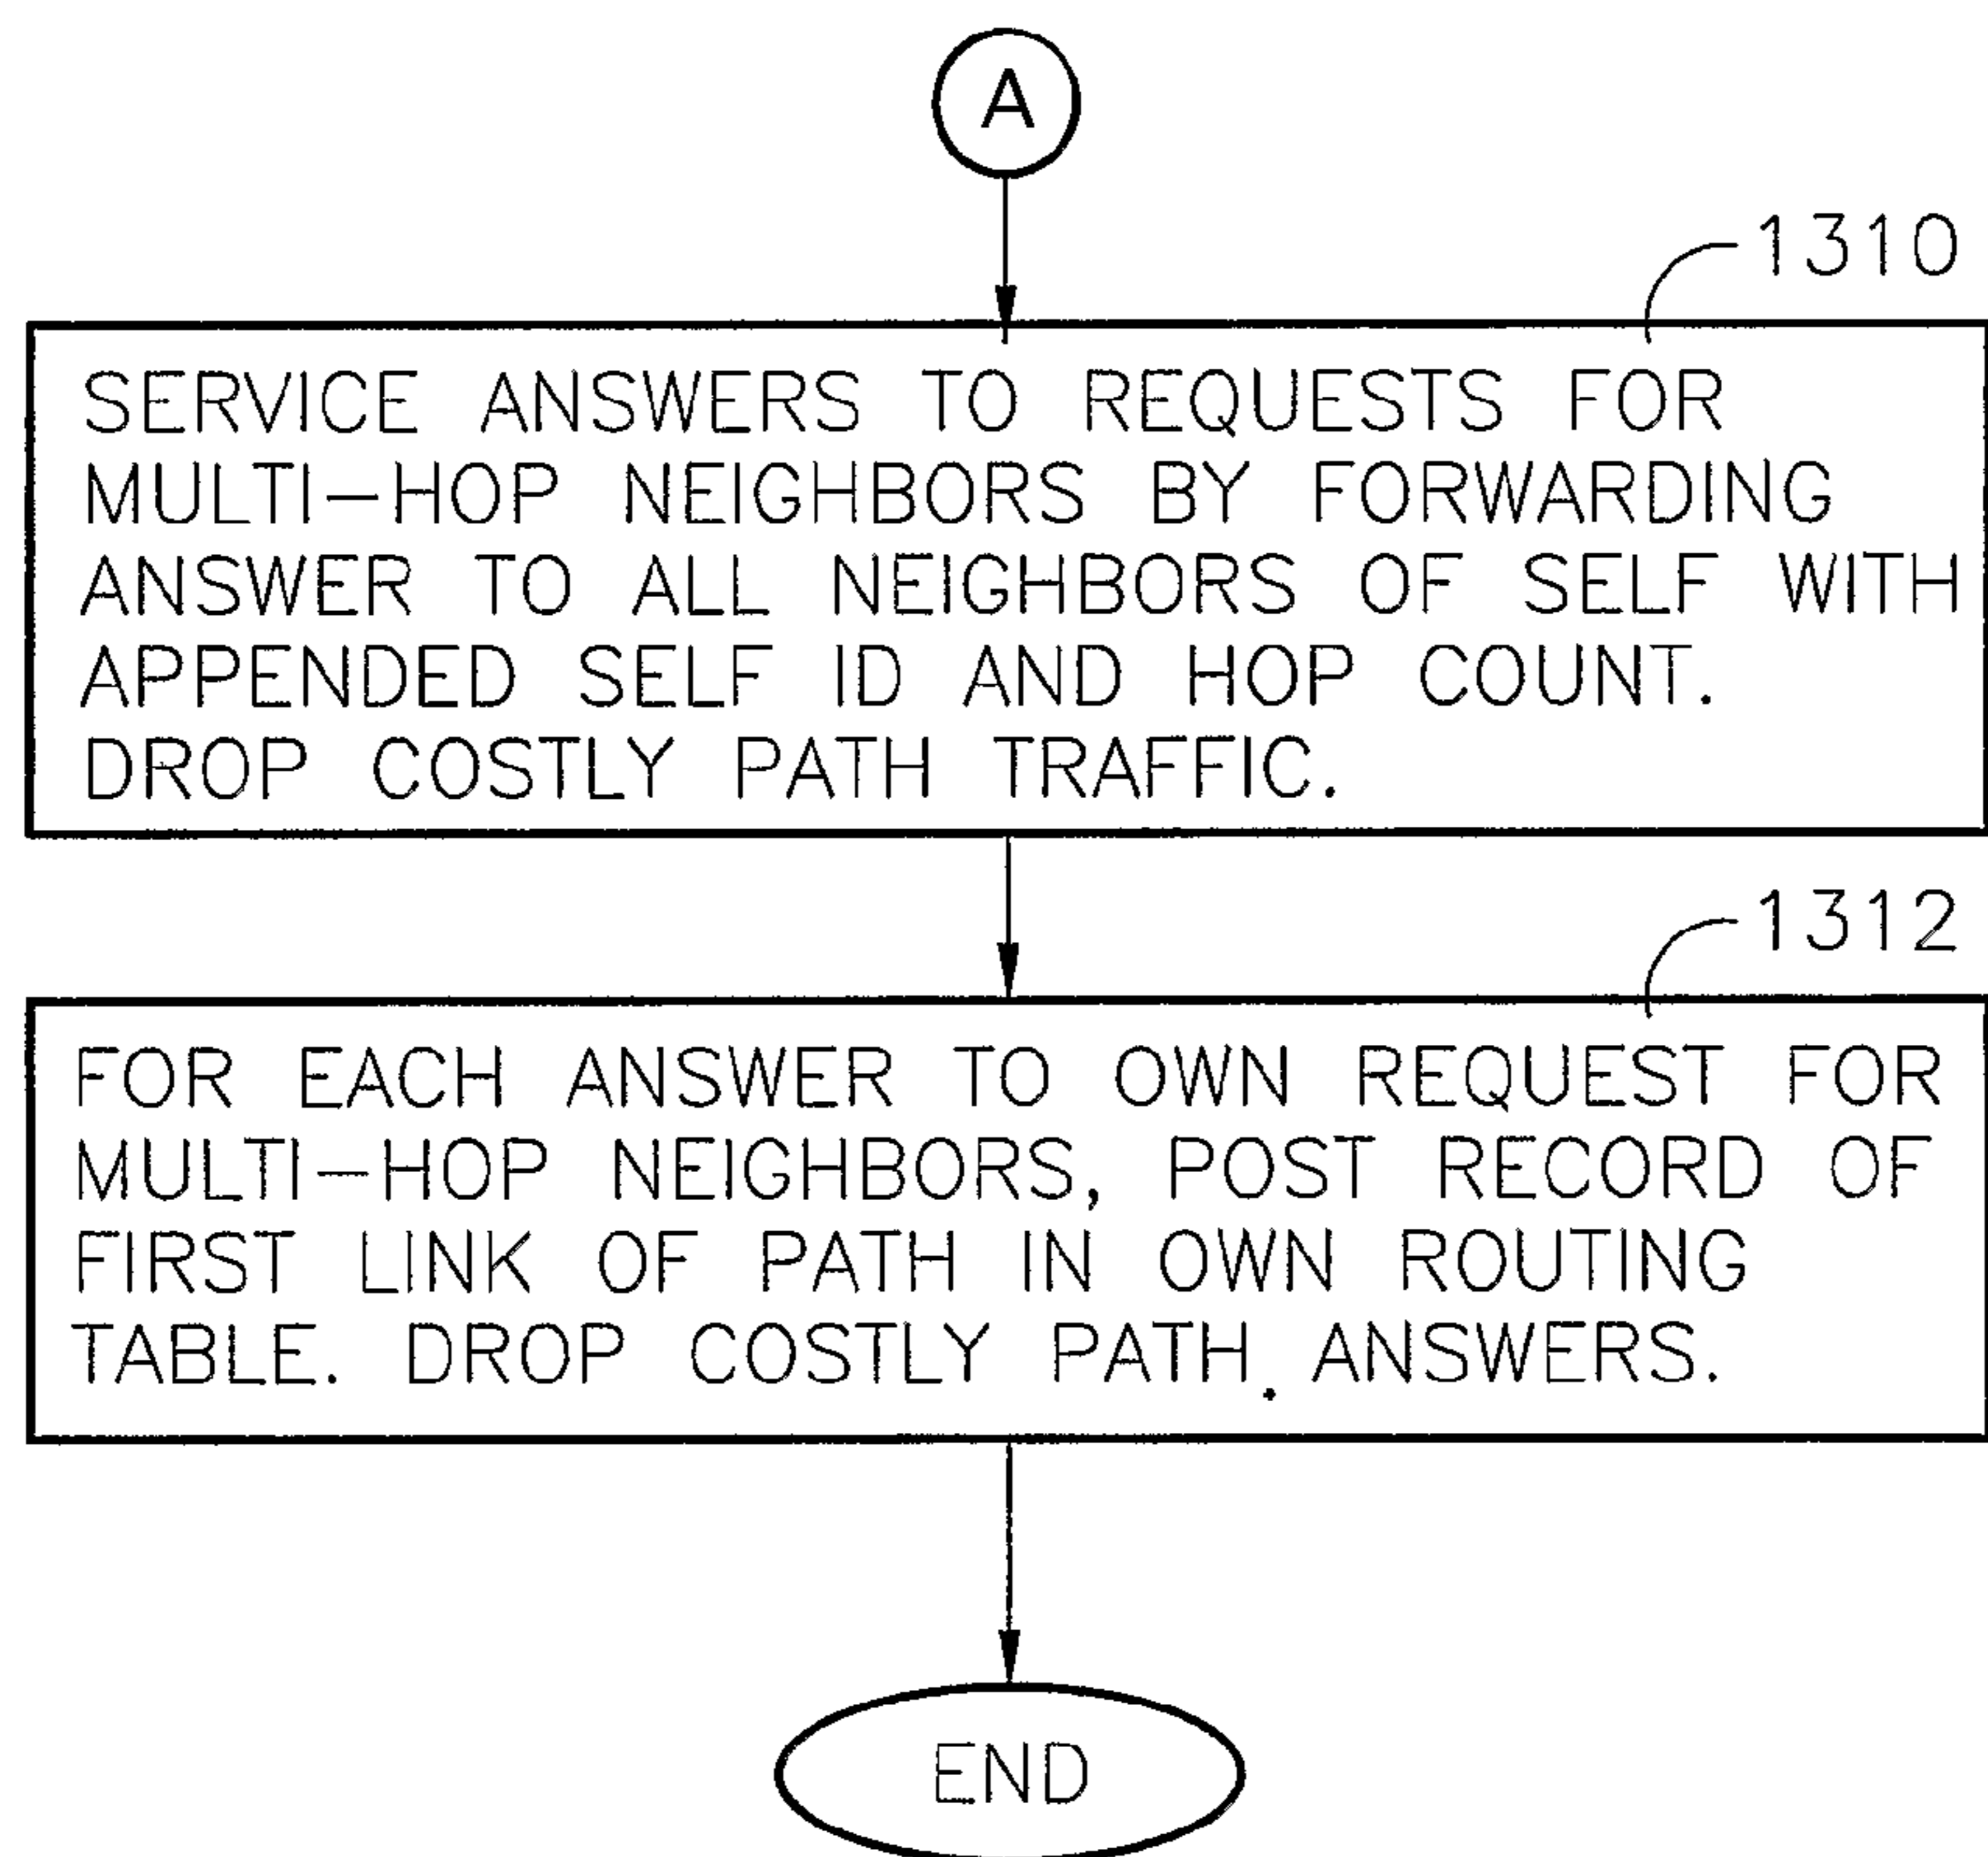 A
1310
SERVICE ANSWERS TO REQUESTS FOR
MULTI-HOP NEIGHBORS BY FORWARDING
ANSWER TO ALL NEIGHBORS OF SELF WITH
APPENDED SELF ID AND HOP COUNT.
DROP COSTLY PATH TRAFFIC.
1312
FOR EACH ANSWER TO OWN REQUEST FOR
MULTI-HOP NEIGHBORS, POST RECORD OF
FIRST LINK OF PATH IN OWN ROUTING
TABLE. DROP COSTLY PATH. ANSWERS.
END